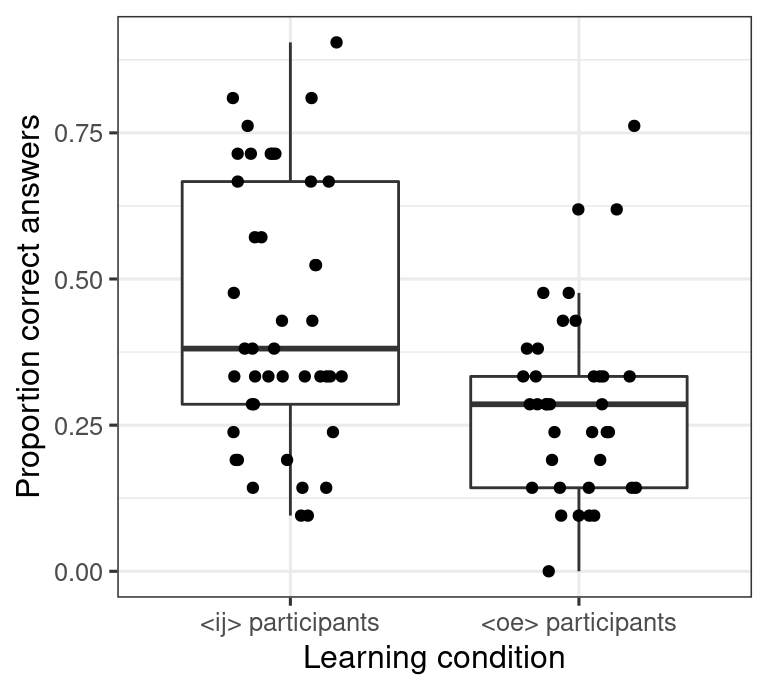 Proportion correct answers
0.75
0.50
0.25
0.00
<ij> participants
<oe> participants
Learning condition